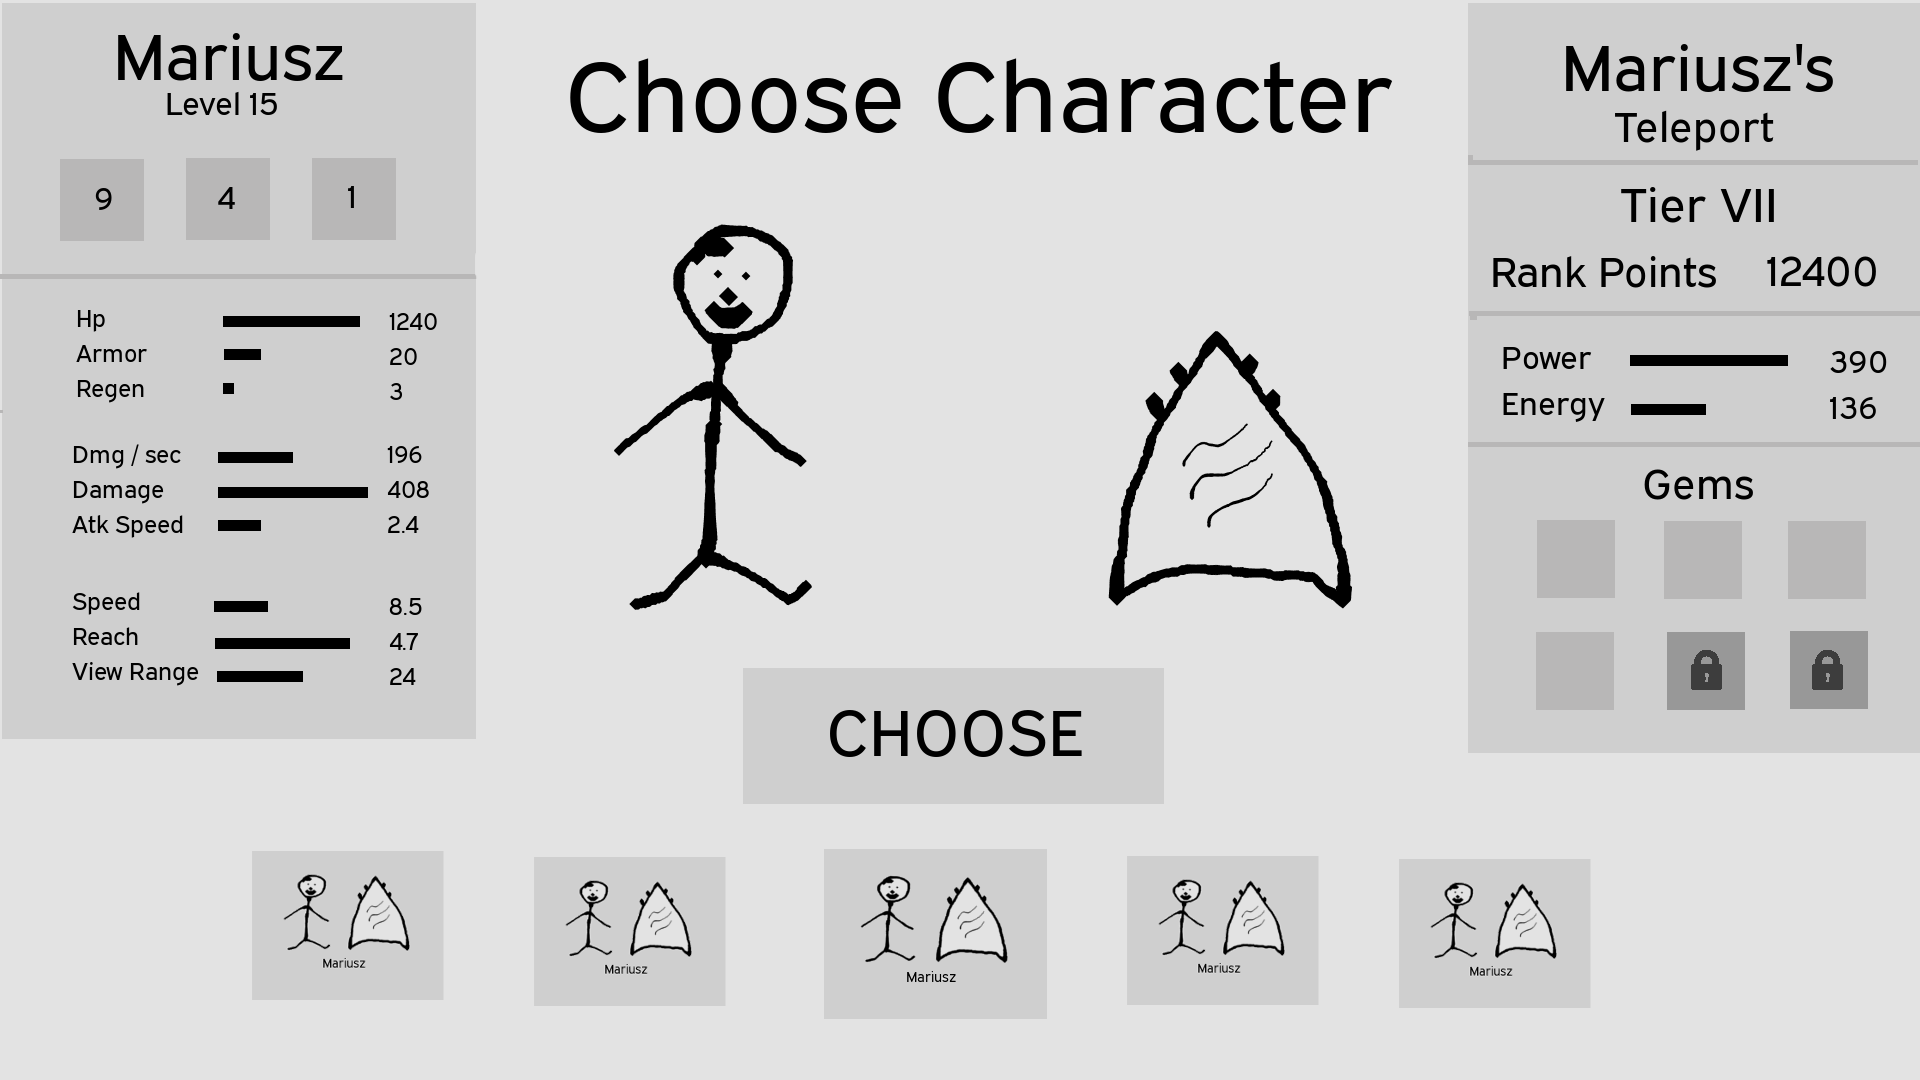 Mariusz
Level 15
9 4 1
Hp 1240
Armor 20
Regen 3
Dmg / sec 196
Damage 408
Atk Speed 2.4
Speed 8.5
Reach 4.7
View Range 24
Choose Character
CHOOSE
Mariusz's
Teleport
Tier VII
Rank Points 12400
Power 390
Energy 136
Gems
Mariusz
Mariusz
Mariusz
Mariusz
Mariusz